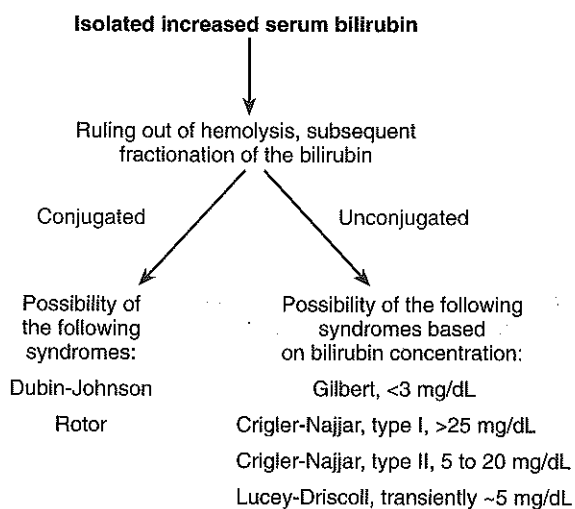 Isolated increased serum bilirubin
Ruling out of hemolysis, subsequent
fractionation of the bilirubin
Conjugated
Unconjugated
Possibility of
the following
syndromes:
Dubin-Johnson
Rotor
Possibility of the following
syndromes based
on bilirubin concentration:
Gilbert, <3 mg/dL
Crigler-Najjar, type I, >25 mg/dL
Crigler-Najjar, type II, 5 to 20 mg/dL
Lucey-Driscoll, transiently ~5 mg/dL